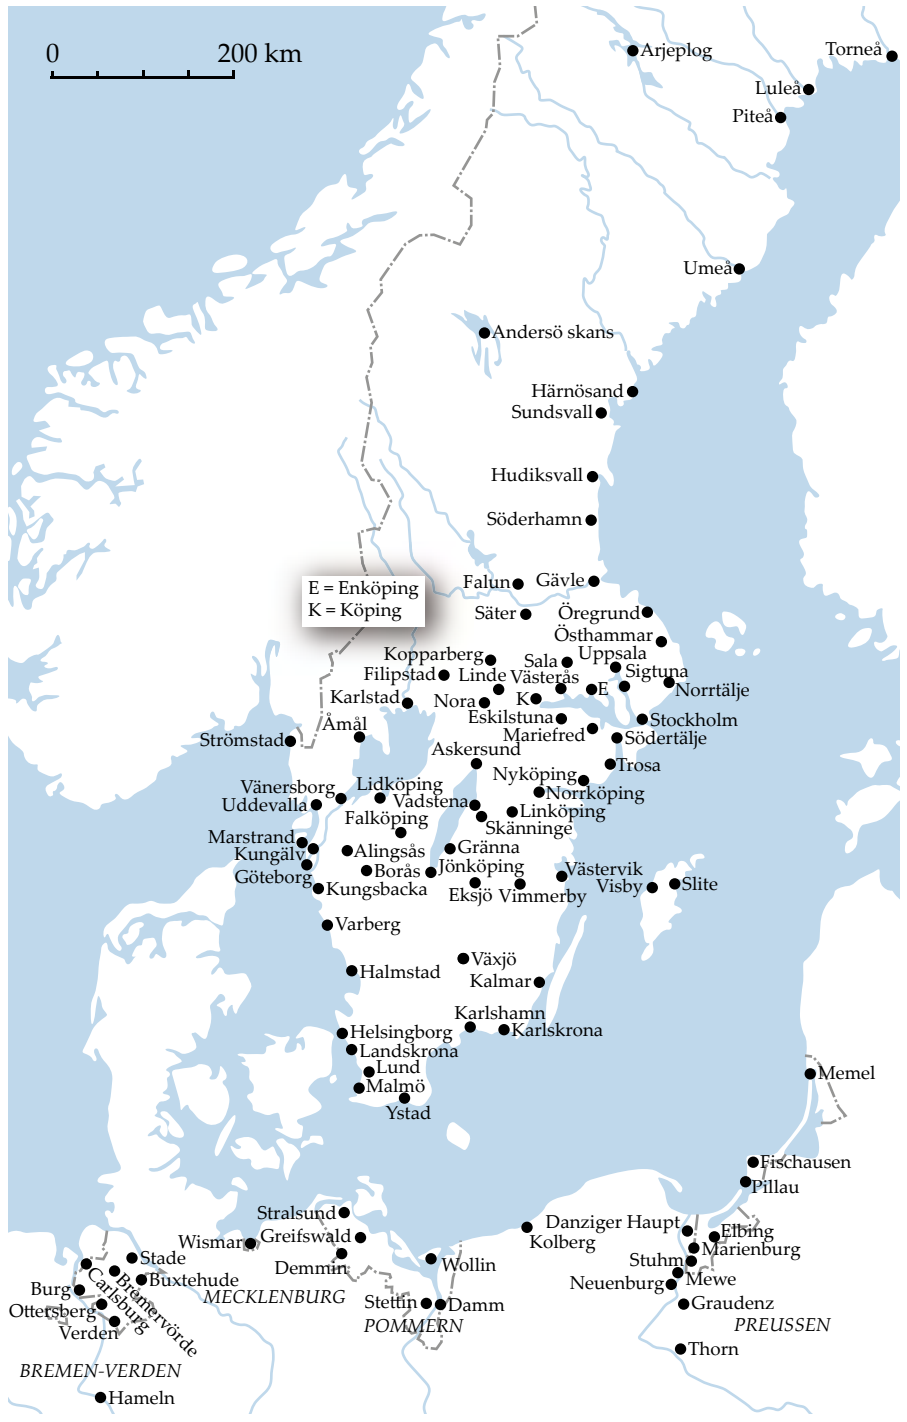 0 200 km
Arjeplog
Torneå
Luleå
Piteå
Umeå
Andersö skans
Härnösand
Sundsvall
Hudiksvall
Söderhamn
Falun
Gävle
E = Enköping
K = Köping
Säter
Öregrund
Östhammar
Uppsala
Kopparberg
Sala
Sigtuna
Filipstad
Linde
Västerås
E
Norrtälje
Karlstad
Nora
K
Eskilstuna
Stockholm
Åmål
Mariefred
Södertälje
Strömstad
Askersund
Trosa
Nyköping
Vänersborg
Lidköping
Norrköping
Uddevalla
Vadstena
Linköping
Falköping
Skänninge
Marstrand
Kungälv
Alingsås
Gränna
Göteborg
Borås
Jönköping
Västervik
Kungsbacka
Eksjö
Vimmerby
Visby
Slite
Varberg
Växjö
Halmstad
Kalmar
Karlshamn
Helsingborg
Karlskrona
Landskrona
Lund
Malmö
Ystad
Memel
Fischausen
Pillau
Stralsund
Danziger Haupt
Wismar
Greifswald
Kolberg
Elbing
Marienburg
Stade
Demmin
Wollin
Stuhm
Carlsburg
Bremervörde
Buxtehude
Mewe
Burg
MECKLENBURG
Neuenburg
Ottersberg
Stettin
Damm
Graudenz
Verden
POMMERN
PREUSSEN
Thorn
BREMEN-VERDEN
Hameln